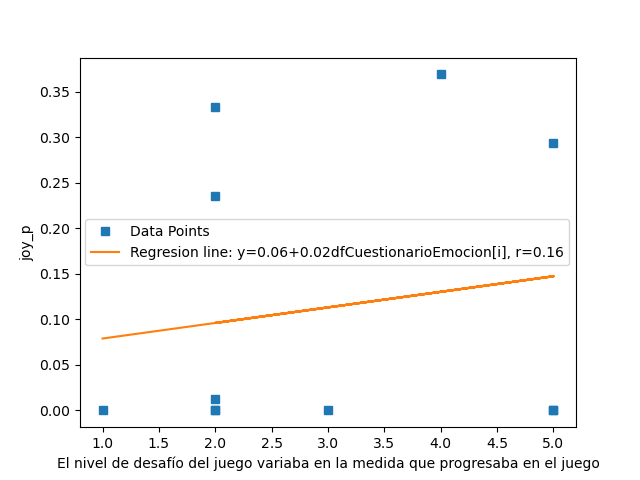 0.35
0.30
0.25
0.20
0.15
0.10
0.05
0.00
joy_p
Data Points
Regresion line: y=0.06+0.02dfCuestionarioEmocion[i], r=0.16
1.0 1.5 2.0 2.5 3.0 3.5 4.0 4.5 5.0
El nivel de desafío del juego variaba en la medida que progresaba en el juego